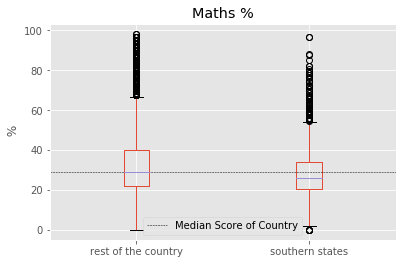 Maths %
%
100
80
60
40
20
0
Median Score of Country
rest of the country
southern states